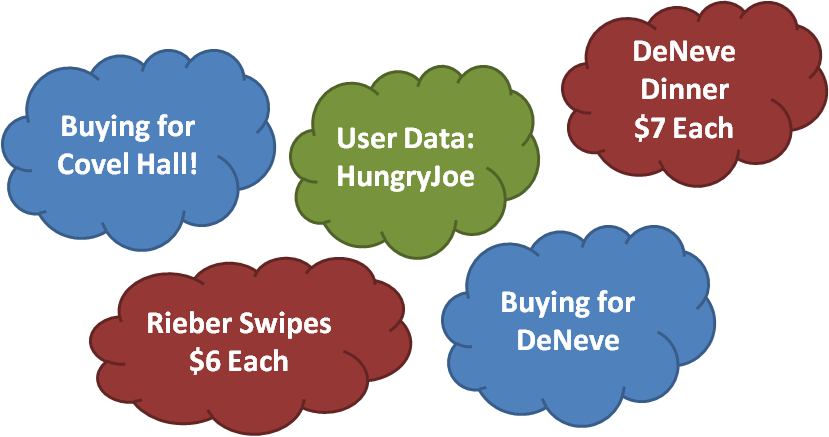 Buying for
Covel Hall!
User Data:
HungryJoe
DeNeve
Dinner
$7 Each
Rieber Swipes
$6 Each
Buying for
DeNeve